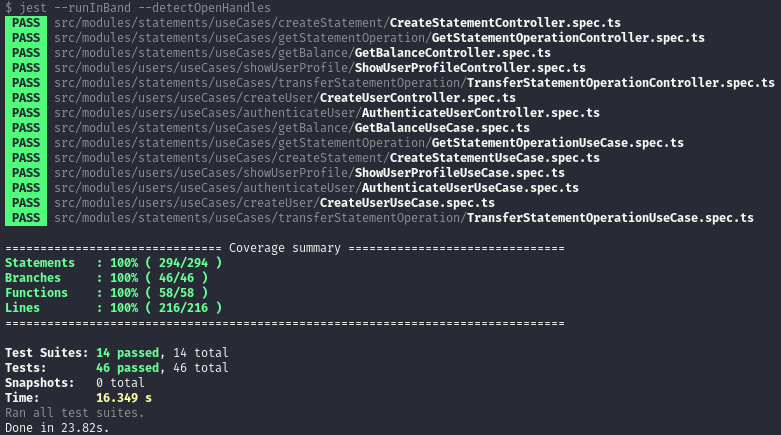 $ jest --runInBand --detectOpenHandles
PASS src/modules/statements/useCases/createStatement/CreateStatementController.spec.ts
PASS src/modules/statements/useCases/getStatementOperation/GetStatementOperationController.spec.ts
PASS src/modules/statements/useCases/getBalance/GetBalanceController.spec.ts
PASS src/modules/users/useCases/showUserProfile/ShowUserProfileController.spec.ts
PASS src/modules/statements/useCases/transferStatementOperation/TransferStatementOperationController.spec.ts
PASS src/modules/users/useCases/createUser/CreateUserController.spec.ts
PASS src/modules/users/useCases/authenticateUser/AuthenticateUserController.spec.ts
PASS src/modules/statements/useCases/getBalance/GetBalanceUseCase.spec.ts
PASS src/modules/statements/useCases/getStatementOperation/GetStatementOperationUseCase.spec.ts
PASS src/modules/statements/useCases/createStatement/CreateStatementUseCase.spec.ts
PASS src/modules/users/useCases/showUserProfile/ShowUserProfileUseCase.spec.ts
PASS src/modules/users/useCases/authenticateUser/AuthenticateUserUseCase.spec.ts
PASS src/modules/users/useCases/createUser/CreateUserUseCase.spec.ts
PASS src/modules/statements/useCases/transferStatementOperation/TransferStatementOperationUseCase.spec.ts
=============================== Coverage summary ===============================
Statements   : 100% ( 294/294 )
Branches     : 100% ( 46/46 )
Functions    : 100% ( 58/58 )
Lines        : 100% ( 216/216 )
================================================================================
Test Suites: 14 passed, 14 total
Tests:       46 passed, 46 total
Snapshots:   0 total
Time:        16.349 s
Ran all test suites.
Done in 23.82s.